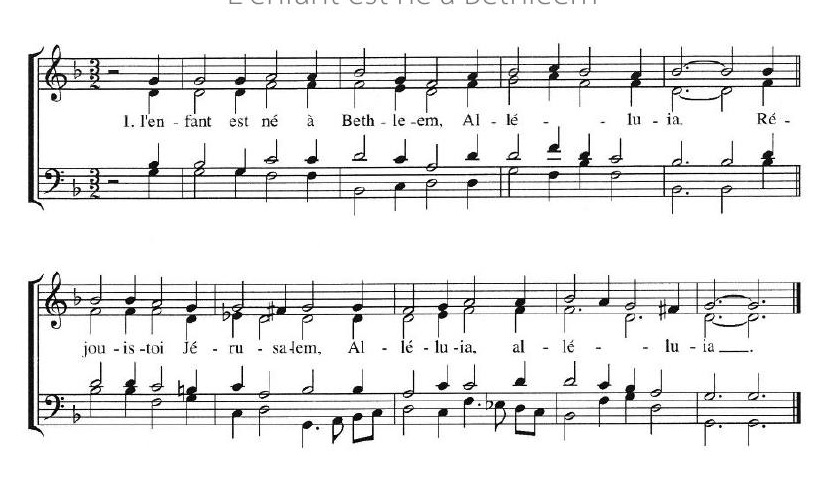 L'enfant est né à Bethléem
1. l'en - fant est né à Beth - le - em, Al - lé - - lu - ia. Ré -
jou - is - toi Jé - ru - sa-lem, Al - lé - lu - ia, al - lé - - lu - ia.